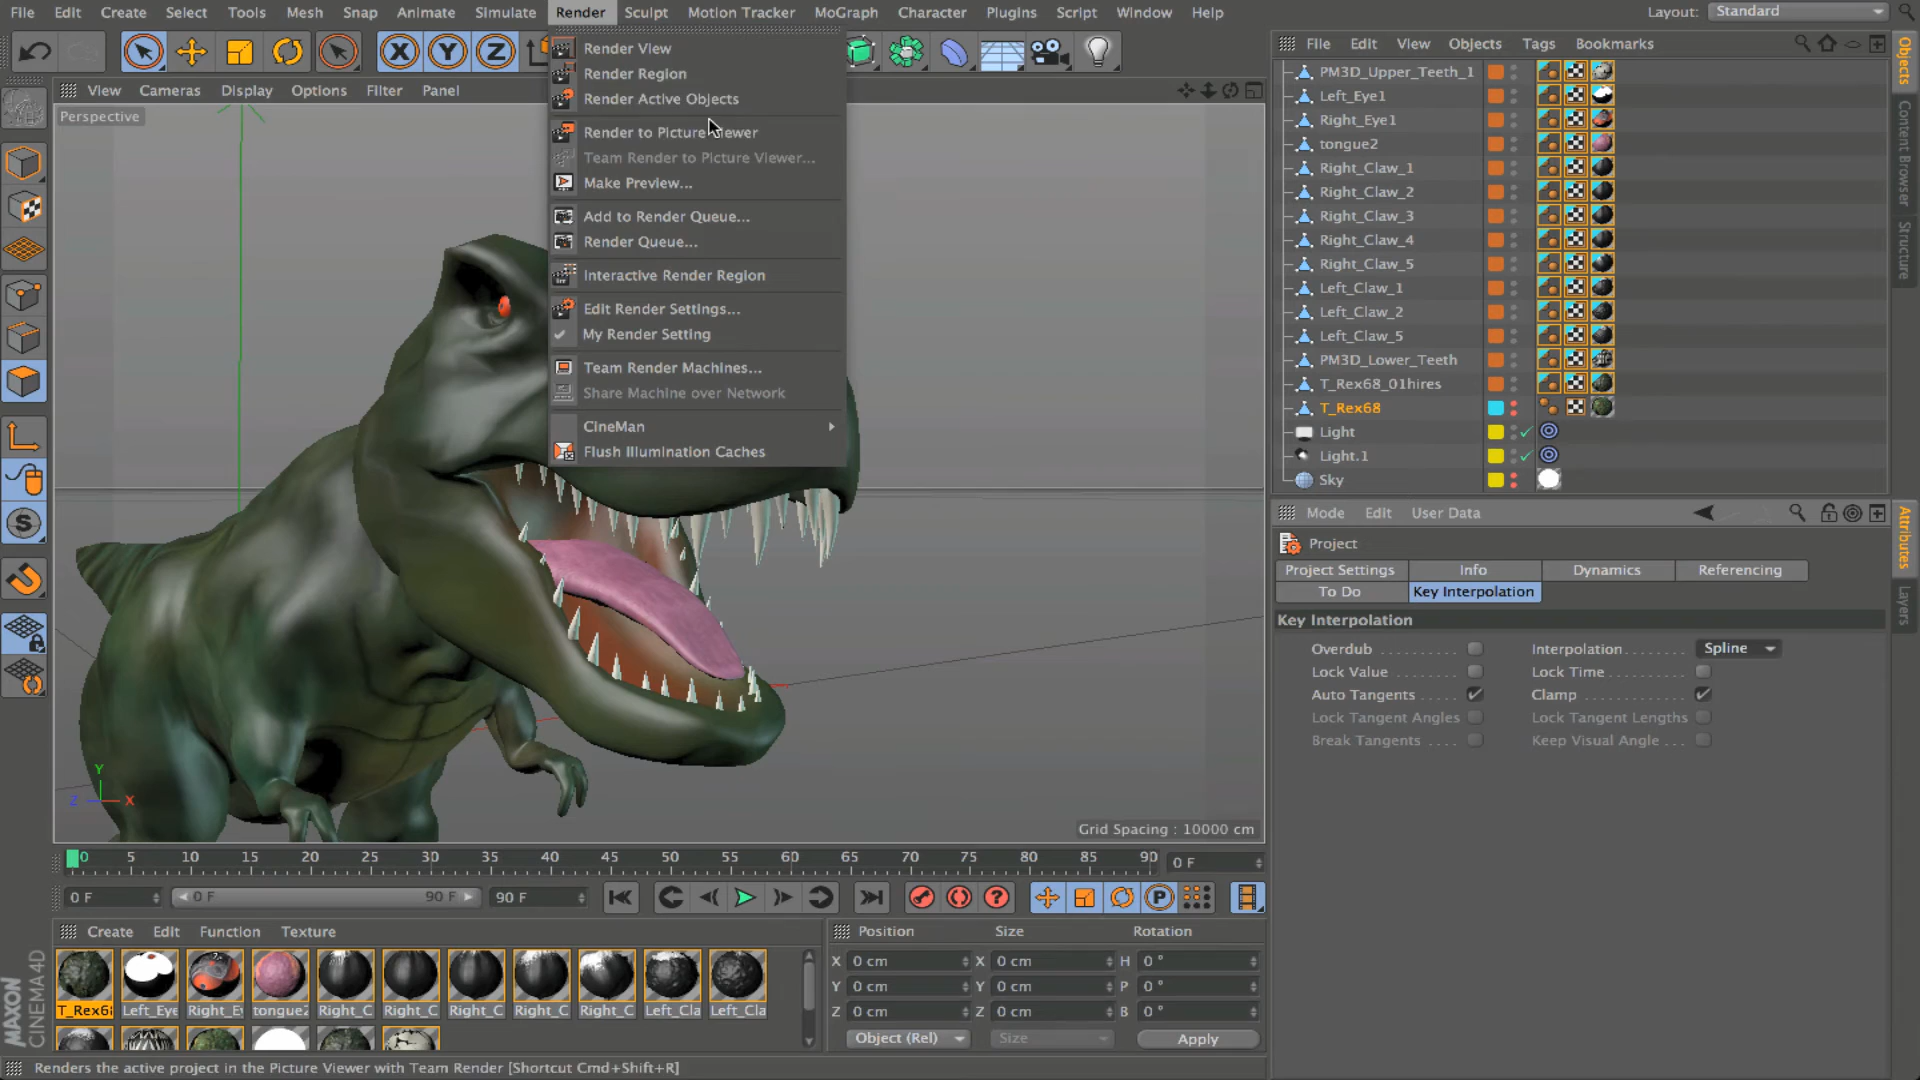 File Edit Create Select Tools Mesh Snap Animate Simulate Render Sculpt Motion Tracker MoGraph Character Plugins Script Window Help Layout: Standard
X Y Z
View Cameras Display Options Filter Panel
Perspective
Render View
Render Region
Render Active Objects
Render to Picture Viewer
Team Render to Picture Viewer...
Make Preview...
Add to Render Queue...
Render Queue...
Interactive Render Region
Edit Render Settings...
My Render Setting
Team Render Machines...
Share Machine over Network
CineMan
Flush Illumination Caches
File Edit View Objects Tags Bookmarks
PM3D_Upper_Teeth_1
Left_Eye1
Right_Eye1
tongue2
Right_Claw_1
Right_Claw_2
Right_Claw_3
Right_Claw_4
Right_Claw_5
Left_Claw_1
Left_Claw_2
Left_Claw_5
PM3D_Lower_Teeth
T_Rex68_01hires
T_Rex68
Light
Light.1
Sky
Objects
Content Browser
Structure
Mode Edit User Data
Project
Project Settings Info Dynamics Referencing
To Do Key Interpolation
Key Interpolation
Overdub Interpolation Spline
Lock Value Lock Time
Auto Tangents Clamp
Lock Tangent Angles Lock Tangent Lengths
Break Tangents Keep Visual Angle
Attributes
Layers
S
Y
Z X
Grid Spacing : 10000 cm
0 5 10 15 20 25 30 35 40 45 50 55 60 65 70 75 80 85 90 0 F
0 F 0 F 90 F 90 F ? P
Create Edit Function Texture
T_Rex68 Left_Eye Right_Ey tongue2 Right_C Right_C Right_C Right_C Right_C Left_Cla Left_Cla
Position Size Rotation
X 0 cm X 0 cm H 0 °
Y 0 cm Y 0 cm P 0 °
Z 0 cm Z 0 cm B 0 °
Object (Rel) Size Apply
MAXON
CINEMA 4D
Renders the active project in the Picture Viewer with Team Render [Shortcut Cmd+Shift+R]